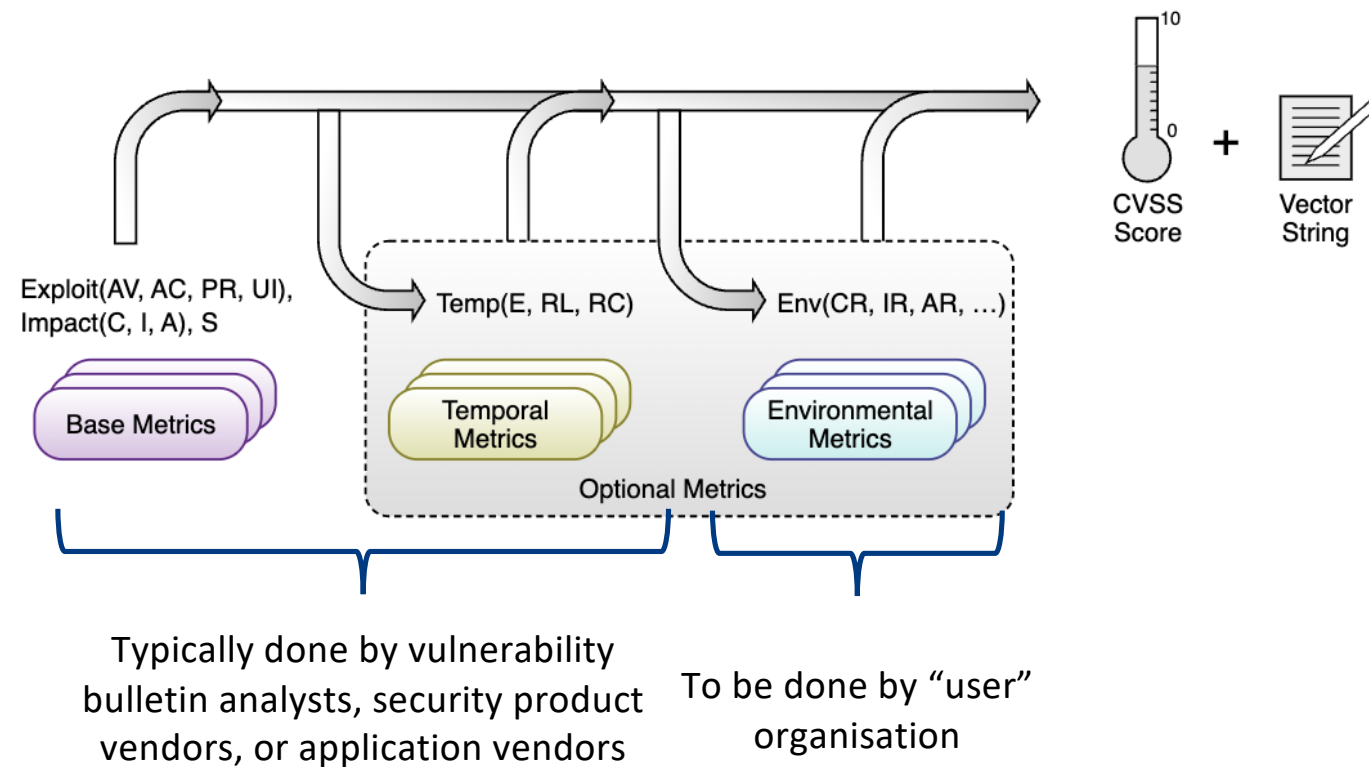 10
0
+
CVSS
Score
Vector
String
Exploit(AV, AC, PR, UI),
Impact(C, I, A), S
Temp(E, RL, RC)
Env(CR, IR, AR, …)
Base Metrics
Temporal
Metrics
Environmental
Metrics
Optional Metrics
Typically done by vulnerability
bulletin analysts, security product
vendors, or application vendors
To be done by “user”
organisation